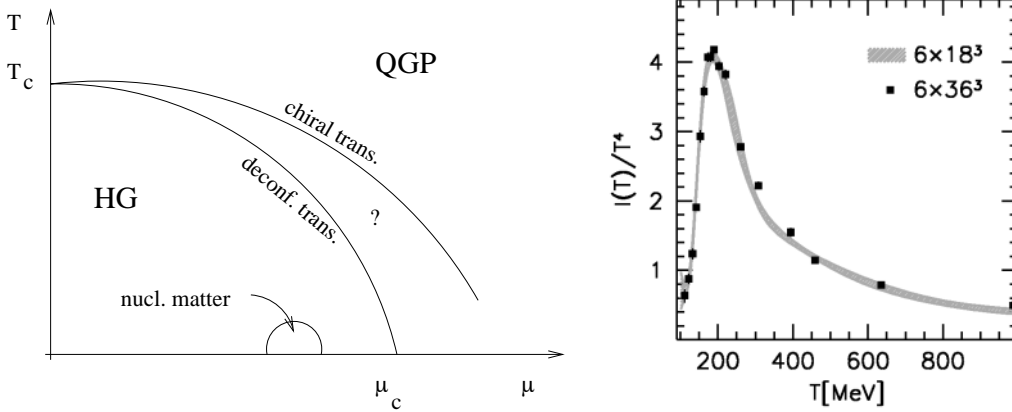 T
T_c
QGP
HG
chiral trans.
deconf. trans.
?
nucl. matter
μ_c
μ
6×18³
6×36³
I(T)/T⁴
4
3
2
1
200 400 600 800
T[MeV]